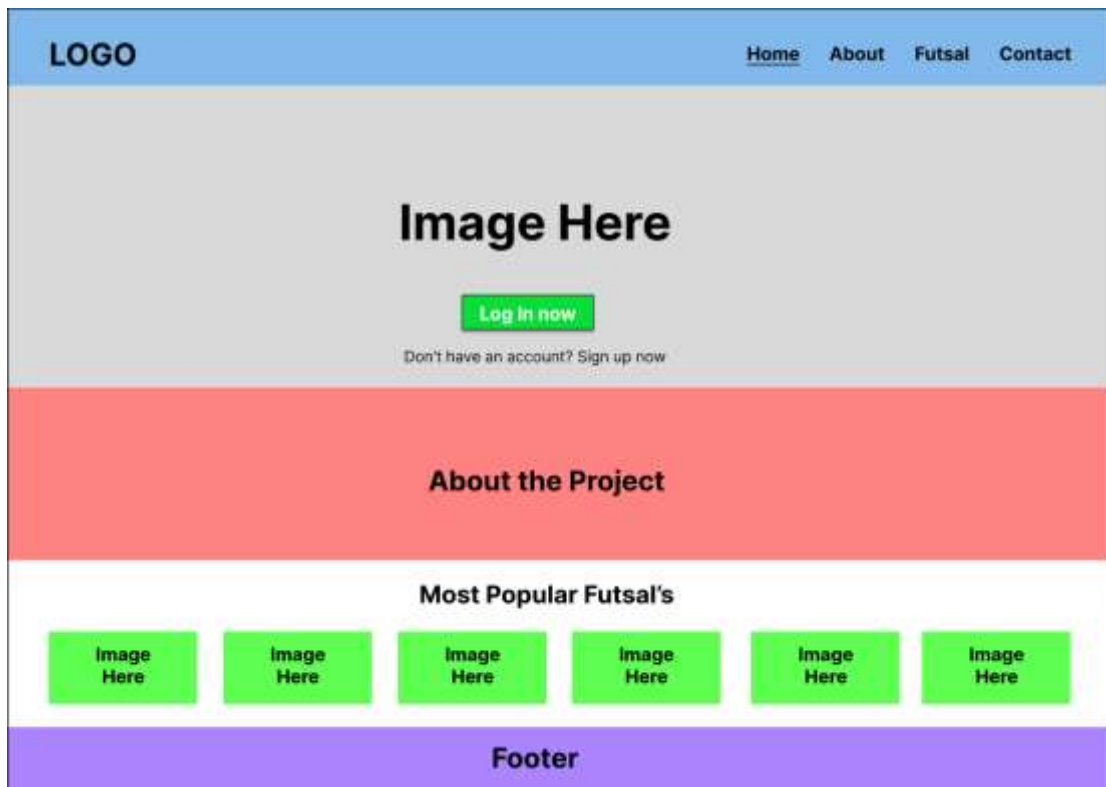 LOGO
Home About Futsal Contact
Image Here
Log In now
Don't have an account? Sign up now
About the Project
Most Popular Futsal's
Image Here
Image Here
Image Here
Image Here
Image Here
Image Here
Footer